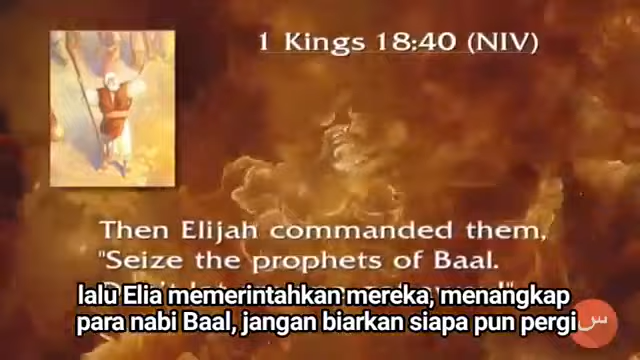 1 Kings 18:40 (NIV)
Then Elijah commanded them,
"Seize the prophets of Baal.
lalu Elia memerintahkan mereka, menangkap
para nabi Baal, jangan biarkan siapa pun pergi
س